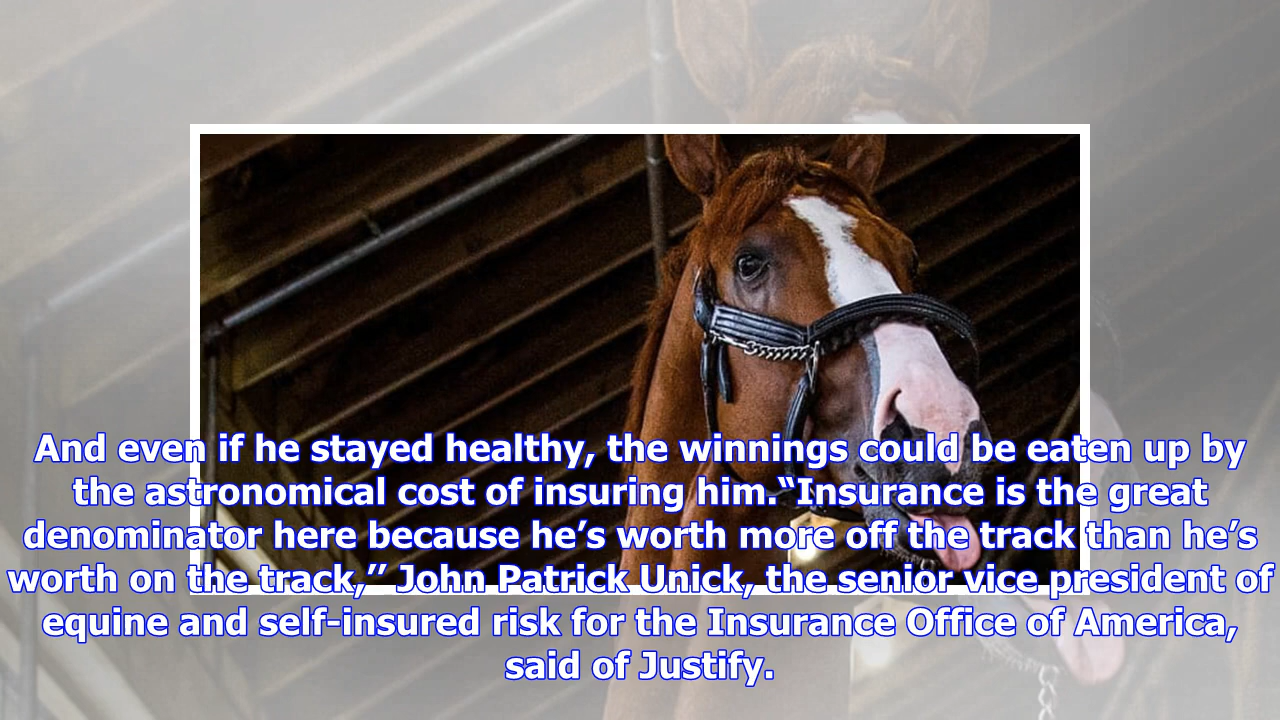 And even if he stayed healthy, the winnings could be eaten up by
the astronomical cost of insuring him.“Insurance is the great
denominator here because he’s worth more off the track than he’s
worth on the track,” John Patrick Unick, the senior vice president of
equine and self-insured risk for the Insurance Office of America,
said of Justify.